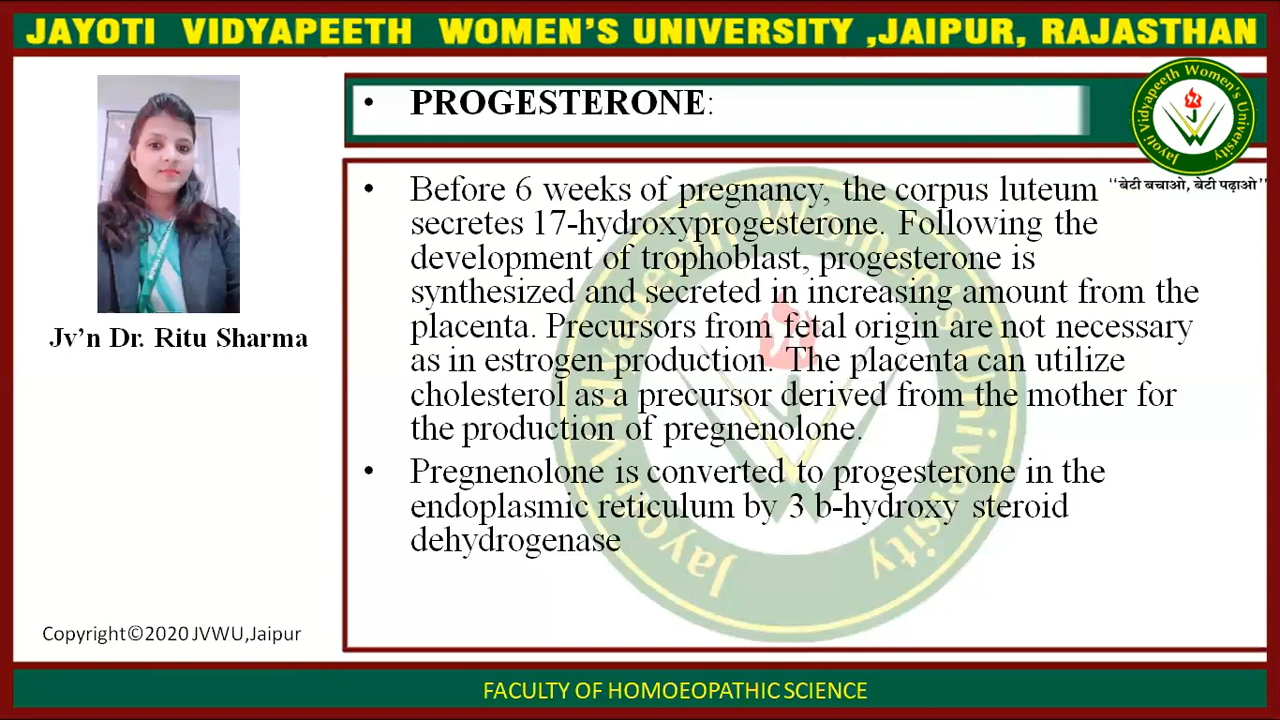 JAYOTI VIDYAPEETH WOMEN'S UNIVERSITY ,JAIPUR, RAJASTHAN
• PROGESTERONE:
Jayoti Vidyapeeth Women's University
"बेटी बचाओ, बेटी पढ़ाओ"
• Before 6 weeks of pregnancy, the corpus luteum
secretes 17-hydroxyprogesterone. Following the
development of trophoblast, progesterone is
synthesized and secreted in increasing amount from the
placenta. Precursors from fetal origin are not necessary
as in estrogen production. The placenta can utilize
cholesterol as a precursor derived from the mother for
the production of pregnenolone.
• Pregnenolone is converted to progesterone in the
endoplasmic reticulum by 3 b-hydroxy steroid
dehydrogenase
Jayoti Vidyapeeth Women's University
Jv'n Dr. Ritu Sharma
Copyright©2020 JVWU,Jaipur
FACULTY OF HOMOEOPATHIC SCIENCE